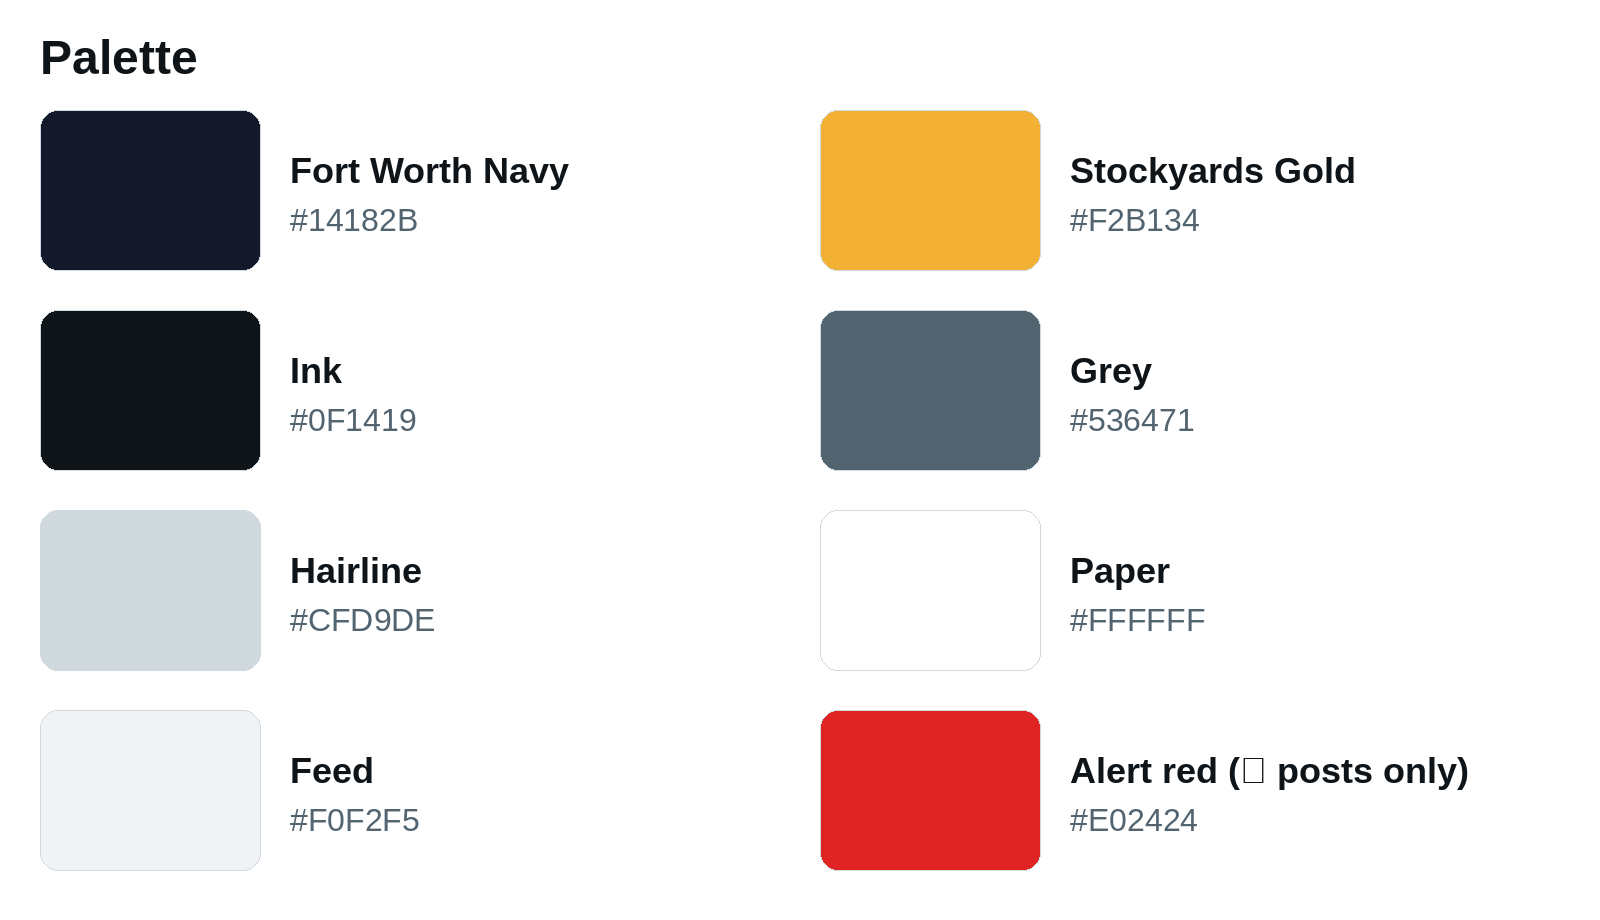 Palette
Fort Worth Navy
#14182B
Stockyards Gold
#F2B134
Ink
#0F1419
Grey
#536471
Hairline
#CFD9DE
Paper
#FFFFFF
Feed
#F0F2F5
Alert red (□ posts only)
#E02424